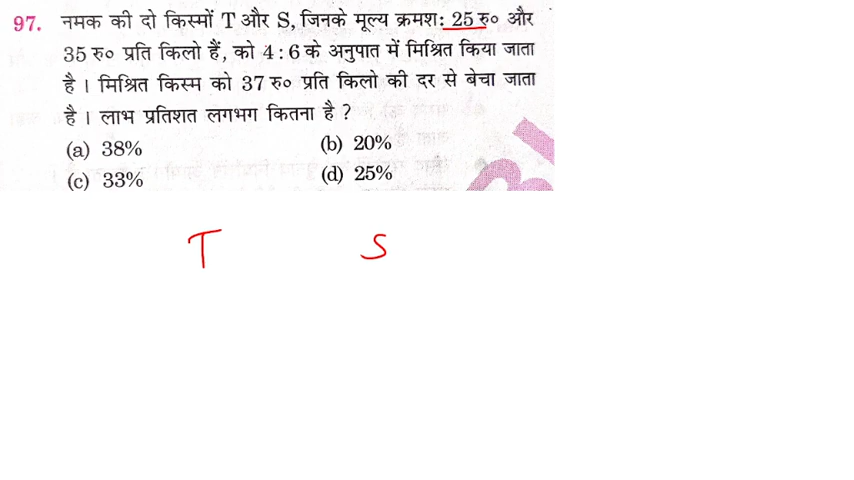 97. नमक की दो किस्मों T और S, जिनके मूल्य क्रमश: 25 रु० और
35 रु० प्रति किलो हैं, को 4 : 6 के अनुपात में मिश्रित किया जाता
है। मिश्रित किस्म को 37 रु० प्रति किलो की दर से बेचा जाता
है। लाभ प्रतिशत लगभग कितना है ?
(a) 38% (b) 20%
(c) 33% (d) 25%
T S